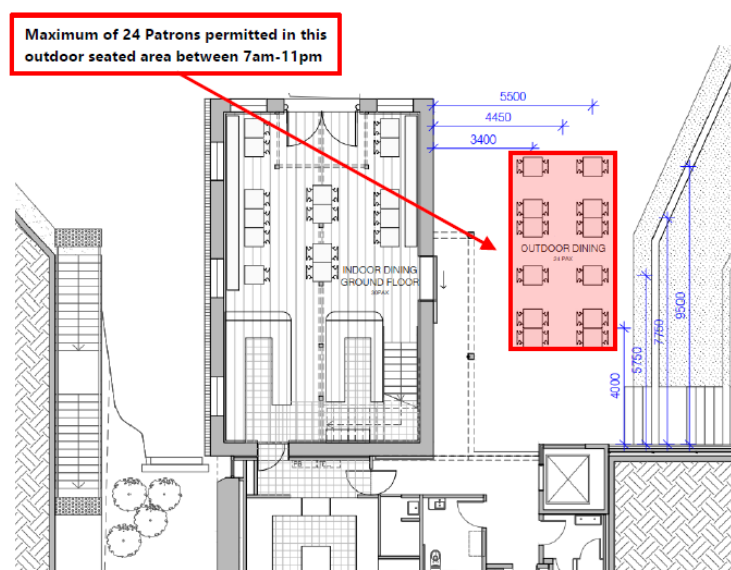 Maximum of 24 Patrons permitted in this
outdoor seated area between 7am-11pm
5500
4450
3400
OUTDOOR DINING
24 PAX
INDOOR DINING
GROUND FLOOR
4000
5750
7750
9500